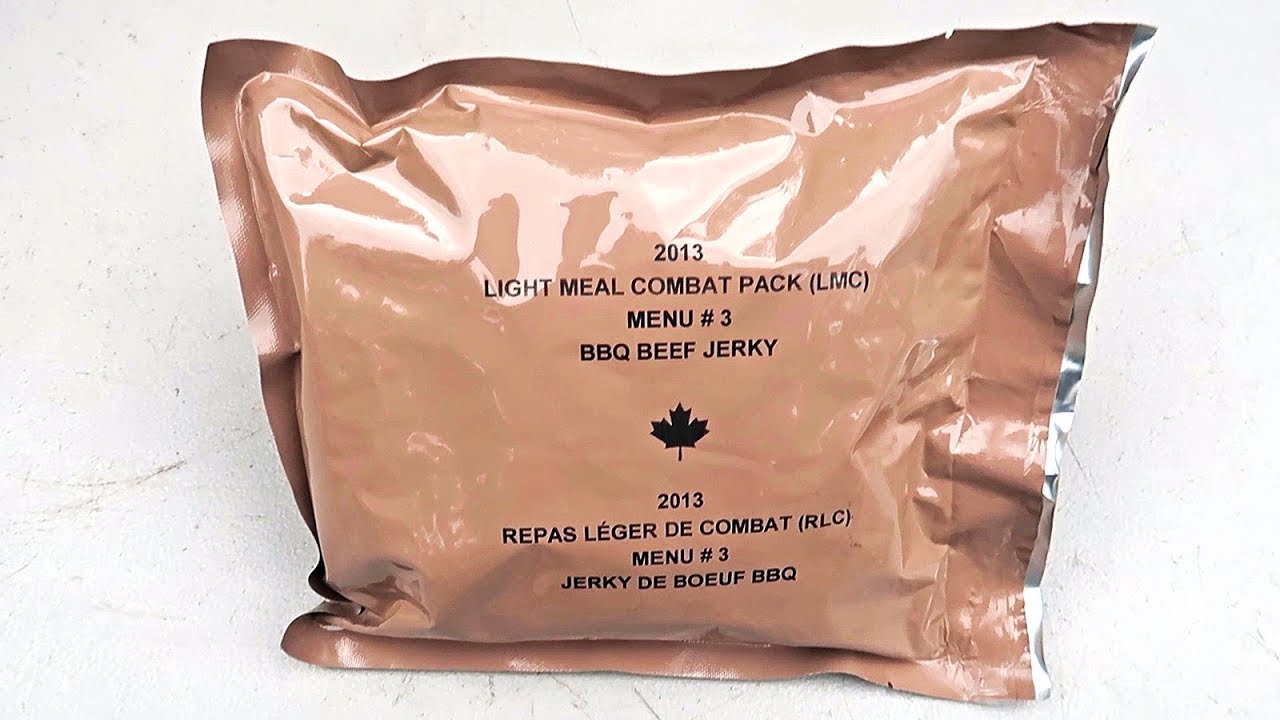 2013
LIGHT MEAL COMBAT PACK (LMC)
MENU # 3
BBQ BEEF JERKY
2013
REPAS LÉGER DE COMBAT (RLC)
MENU # 3
JERKY DE BOEUF BBQ